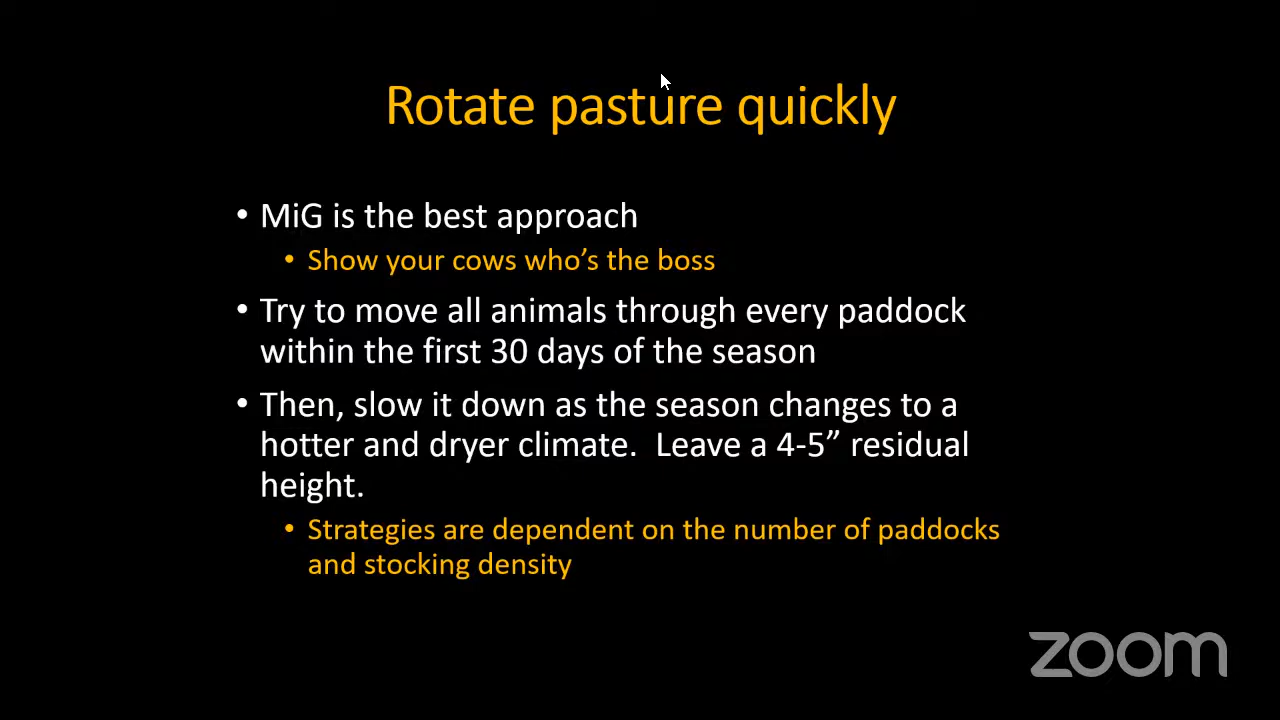 Rotate pasture quickly
• MiG is the best approach
• Show your cows who’s the boss
• Try to move all animals through every paddock
within the first 30 days of the season
• Then, slow it down as the season changes to a
hotter and dryer climate.  Leave a 4-5” residual
height.
• Strategies are dependent on the number of paddocks
and stocking density
zoom